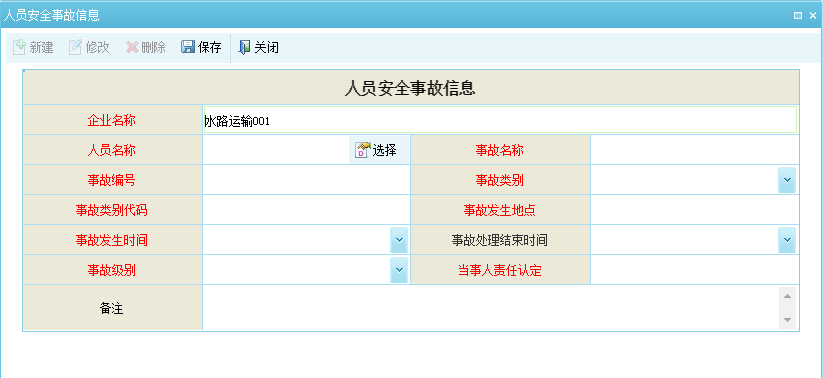 人员安全事故信息
新建 修改 删除 保存 关闭
人员安全事故信息
企业名称 水路运输001
人员名称 选择 事故名称
事故编号 事故类别
事故类别代码 事故发生地点
事故发生时间 事故处理结束时间
事故级别 当事人责任认定
备注